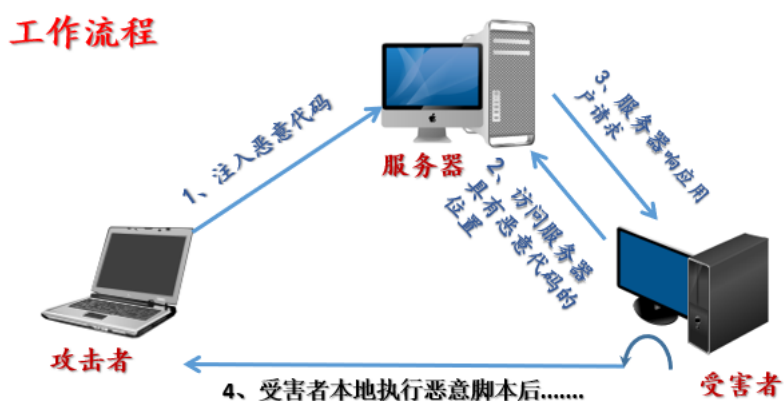 工作流程
1、注入恶意代码
服务器
3、服务器响应用
户请求
2、访问服务器
具有恶意代码的
位置
攻击者
受害者
4、受害者本地执行恶意脚本后.......